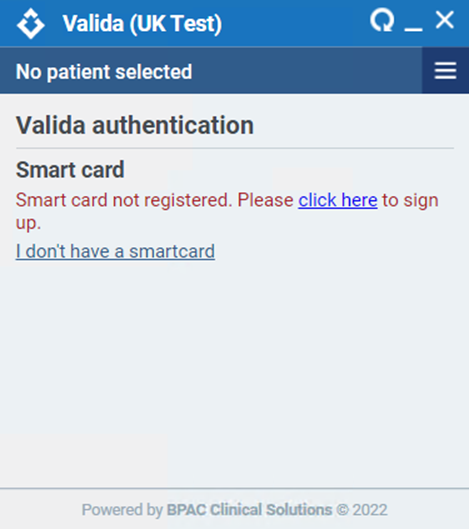 Valida (UK Test)
No patient selected
Valida authentication
Smart card
Smart card not registered. Please click here to sign
up.
I don't have a smartcard
Powered by BPAC Clinical Solutions © 2022